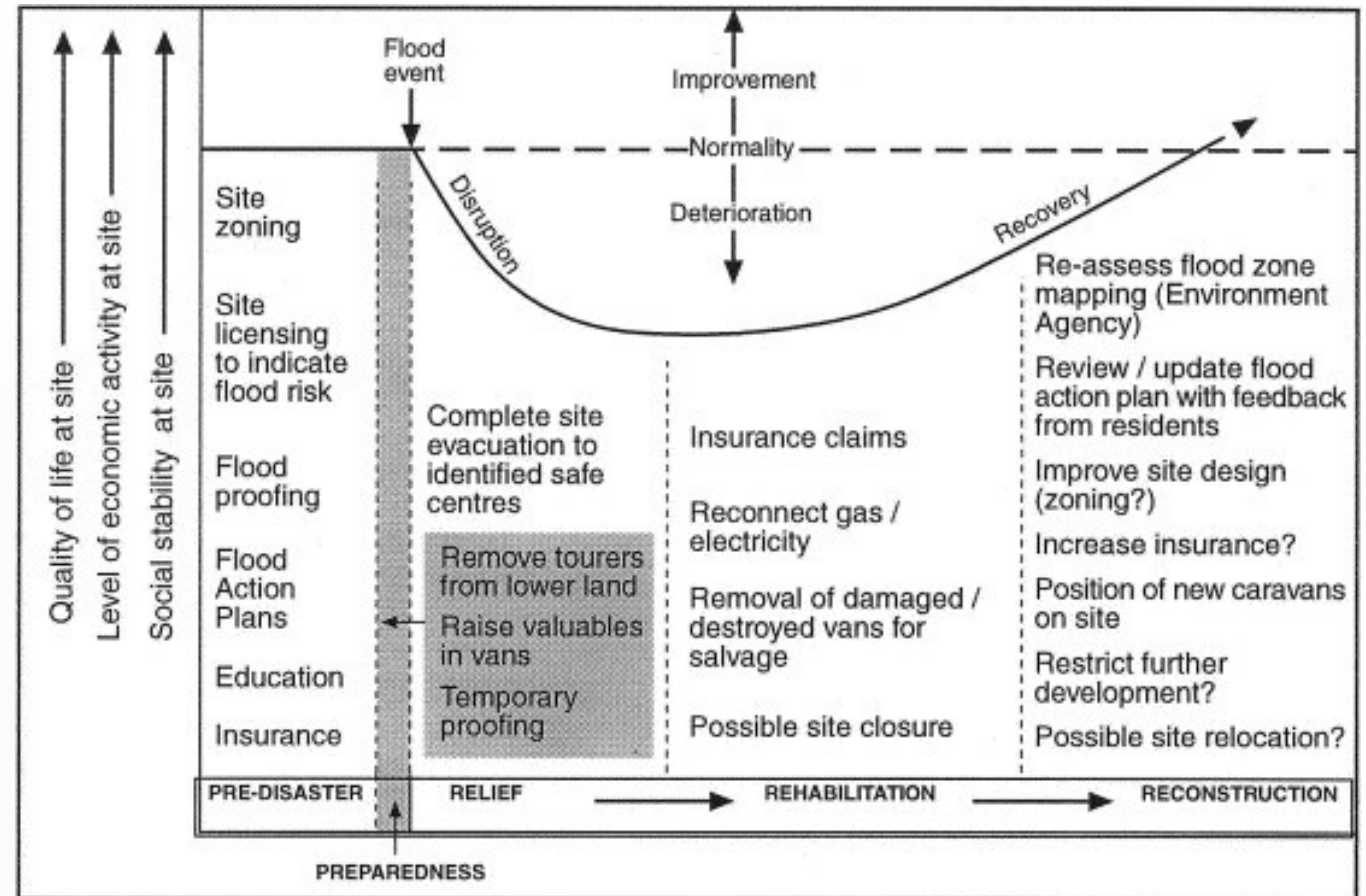 Quality of life at site
Level of economic activity at site
Social stability at site
Flood
event
Improvement
Normality
Deterioration
Disruption
Recovery
Site
zoning
Site
licensing
to indicate
flood risk
Flood
proofing
Flood
Action
Plans
Education
Insurance
Complete site
evacuation to
identified safe
centres
Remove tourers
from lower land
Raise valuables
in vans
Temporary
proofing
Insurance claims
Reconnect gas /
electricity
Removal of damaged /
destroyed vans for
salvage
Possible site closure
Re-assess flood zone
mapping (Environment
Agency)
Review / update flood
action plan with feedback
from residents
Improve site design
(zoning?)
Increase insurance?
Position of new caravans
on site
Restrict further
development?
Possible site relocation?
PRE-DISASTER
RELIEF
REHABILITATION
RECONSTRUCTION
PREPAREDNESS